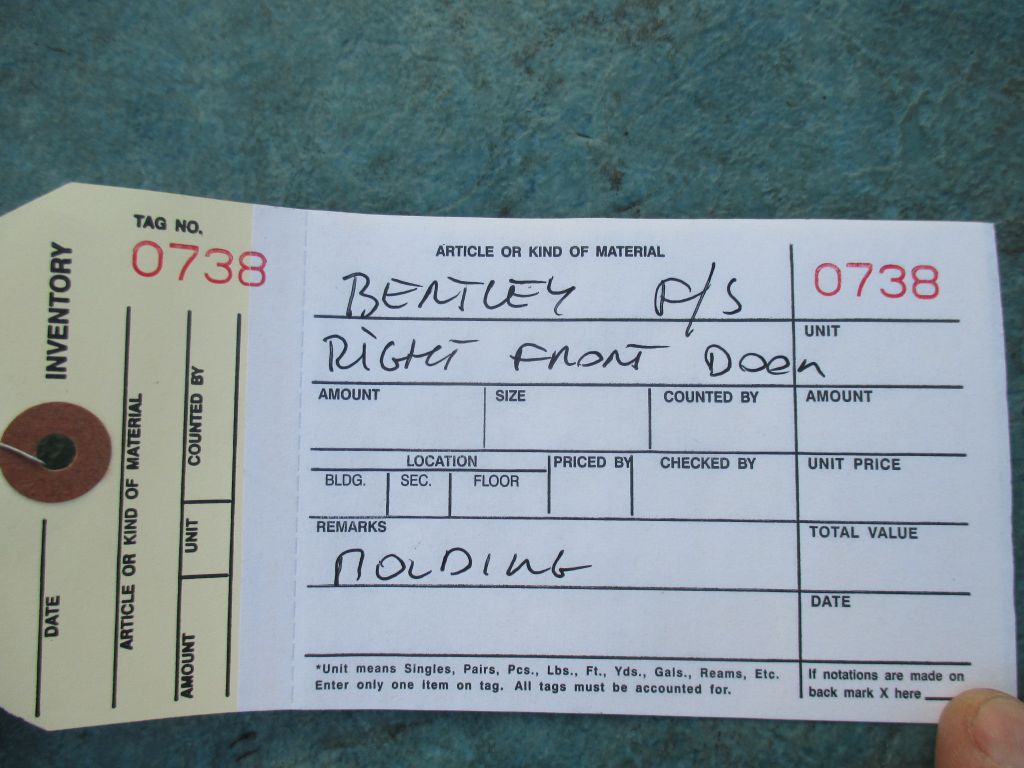 INVENTORY
TAG NO.
0738
DATE
ARTICLE OR KIND OF MATERIAL
AMOUNT UNIT COUNTED BY
ARTICLE OR KIND OF MATERIAL
BENTLEY F/S
0738
RIGHT FRONT Door
UNIT
AMOUNT SIZE COUNTED BY AMOUNT
LOCATION PRICED BY CHECKED BY UNIT PRICE
BLDG. SEC. FLOOR
REMARKS
TOTAL VALUE
MOLDING
DATE
*Unit means Singles, Pairs, Pcs., Lbs., Ft., Yds., Gals., Reams, Etc.
Enter only one item on tag. All tags must be accounted for.
If notations are made on
back mark X here